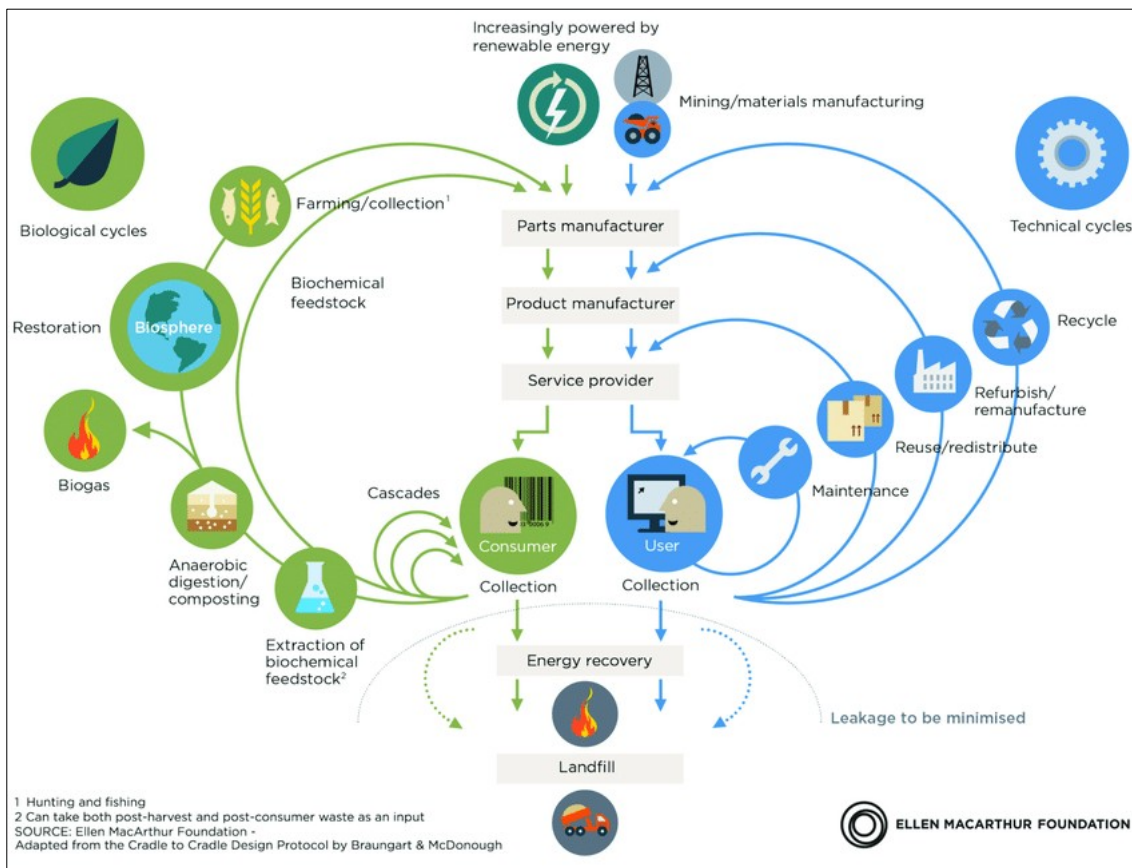 Increasingly powered by
renewable energy
Mining/materials manufacturing
Biological cycles
Farming/collection¹
Parts manufacturer
Technical cycles
Biochemical
feedstock
Restoration
Biosphere
Product manufacturer
Recycle
Service provider
Refurbish/
remanufacture
Reuse/redistribute
Biogas
Cascades
Maintenance
Consumer
User
Anaerobic
digestion/
composting
Collection
Collection
Extraction of
biochemical
feedstock²
Energy recovery
Leakage to be minimised
Landfill
1 Hunting and fishing
2 Can take both post-harvest and post-consumer waste as an input
SOURCE: Ellen MacArthur Foundation -
Adapted from the Cradle to Cradle Design Protocol by Braungart & McDonough
ELLEN MACARTHUR FOUNDATION